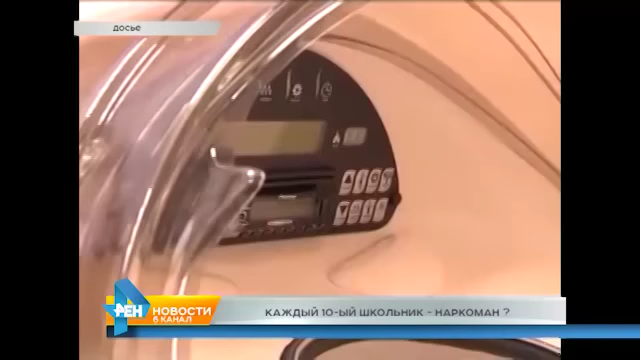 ДОСЬЕ
РЕН
НОВОСТИ
6 КАНАЛ
КАЖДЫЙ 10-ЫЙ ШКОЛЬНИК - НАРКОМАН ?